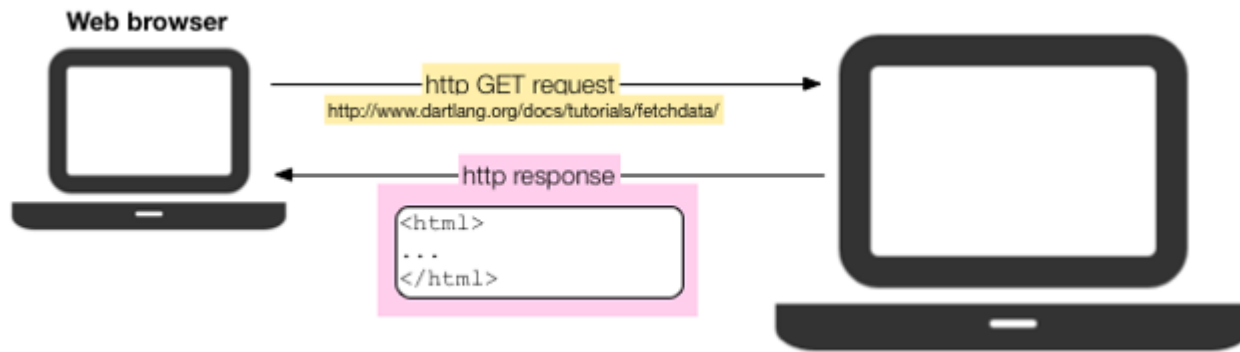 Web browser
http GET request
http://www.dartlang.org/docs/tutorials/fetchdata/
http response
<html>
...
</html>